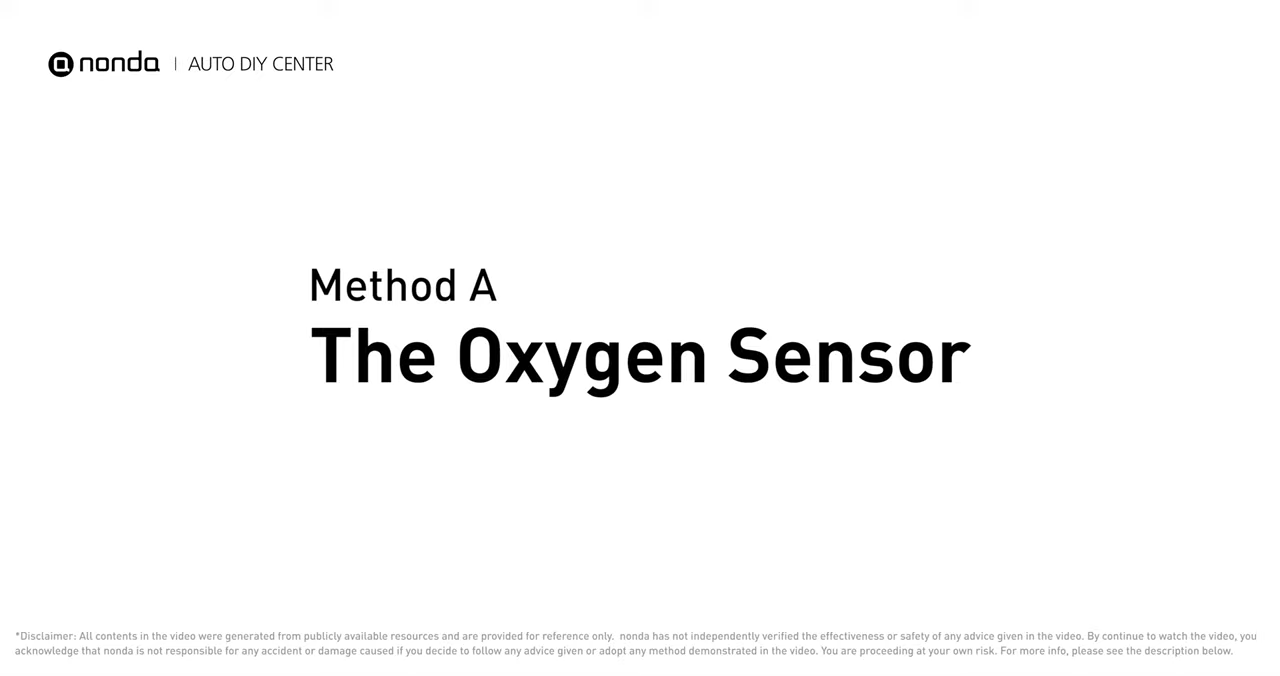 nonda | AUTO DIY CENTER
Method A
The Oxygen Sensor
*Disclaimer: All contents in the video were generated from publicly available resources and are provided for reference only. nonda has not independently verified the effectiveness or safety of any advice given in the video. By continue to watch the video, you
acknowledge that nonda is not responsible for any accident or damage caused if you decide to follow any advice given or adopt any method demonstrated in the video. You are proceeding at your own risk. For more info, please see the description below.